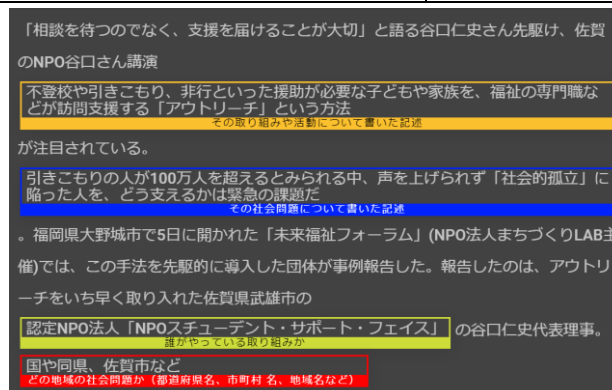 「相談を待つのでなく、支援を届けることが大切」と語る谷口仁史さん先駆け、佐賀
のNPO谷口さん講演
不登校や引きこもり、非行といった援助が必要な子どもや家族を、福祉の専門職な
どが訪問支援する「アウトリーチ」という方法
その取り組みや活動について書いた記述
が注目されている。
引きこもりの人が100万人を超えるとみられる中、声を上げられず「社会的孤立」に
陥った人を、どう支えるかは緊急の課題だ
その社会問題について書いた記述
。福岡県大野城市で5日に開かれた「未来福祉フォーラム」(NPO法人まちづくりLAB主
催)では、この手法を先駆的に導入した団体が事例報告した。報告したのは、アウトリ
ーチをいち早く取り入れた佐賀県武雄市の
認定NPO法人「NPOスチューデント・サポート・フェイス」 の谷口仁史代表理事。
誰がやっている取り組みか
国や同県、佐賀市など
どの地域の社会問題か（都道府県名、市町村 名、地域名など）